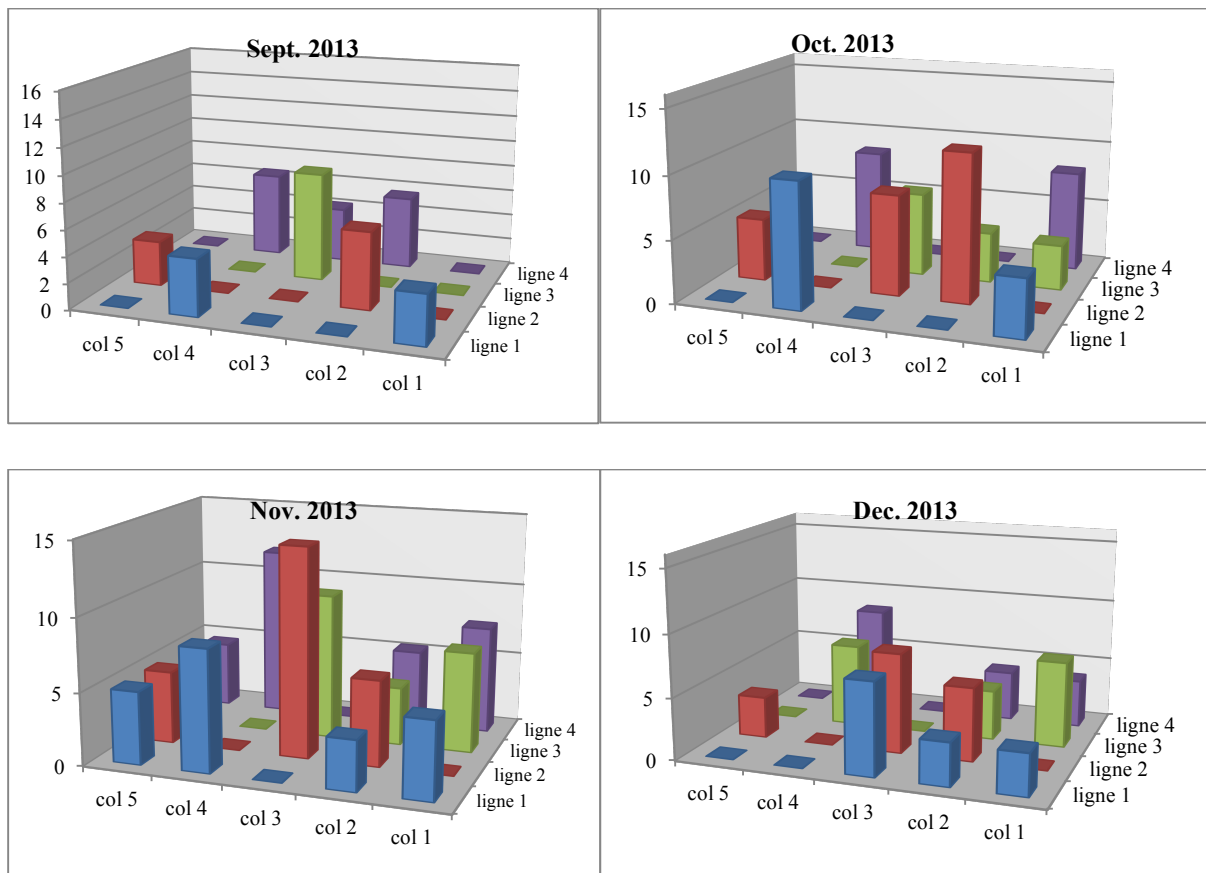 Sept. 2013
16
14
12
10
8
6
4
2
0
col 5
col 4
col 3
col 2
col 1
ligne 4
ligne 3
ligne 2
ligne 1
Oct. 2013
15
10
5
0
col 5
col 4
col 3
col 2
col 1
ligne 4
ligne 3
ligne 2
ligne 1
Nov. 2013
15
10
5
0
col 5
col 4
col 3
col 2
col 1
ligne 4
ligne 3
ligne 2
ligne 1
Dec. 2013
15
10
5
0
col 5
col 4
col 3
col 2
col 1
ligne 4
ligne 3
ligne 2
ligne 1